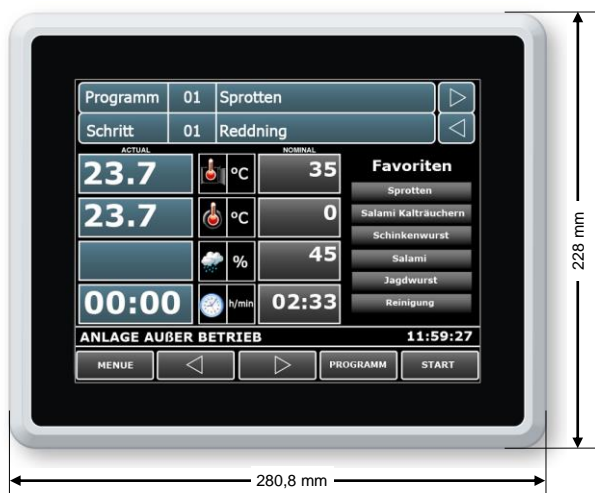 Programm 01 Sprotten
Schritt 01 Reddning
ACTUAL NOMINAL
23.7 °C 35
23.7 °C 0
% 45
00:00 h/min 02:33
Favoriten
Sprotten
Salami Kalträuchern
Schinkenwurst
Salami
Jagdwurst
Reinigung
ANLAGE AUßER BETRIEB 11:59:27
MENUE PROGRAMM START
228 mm
280,8 mm